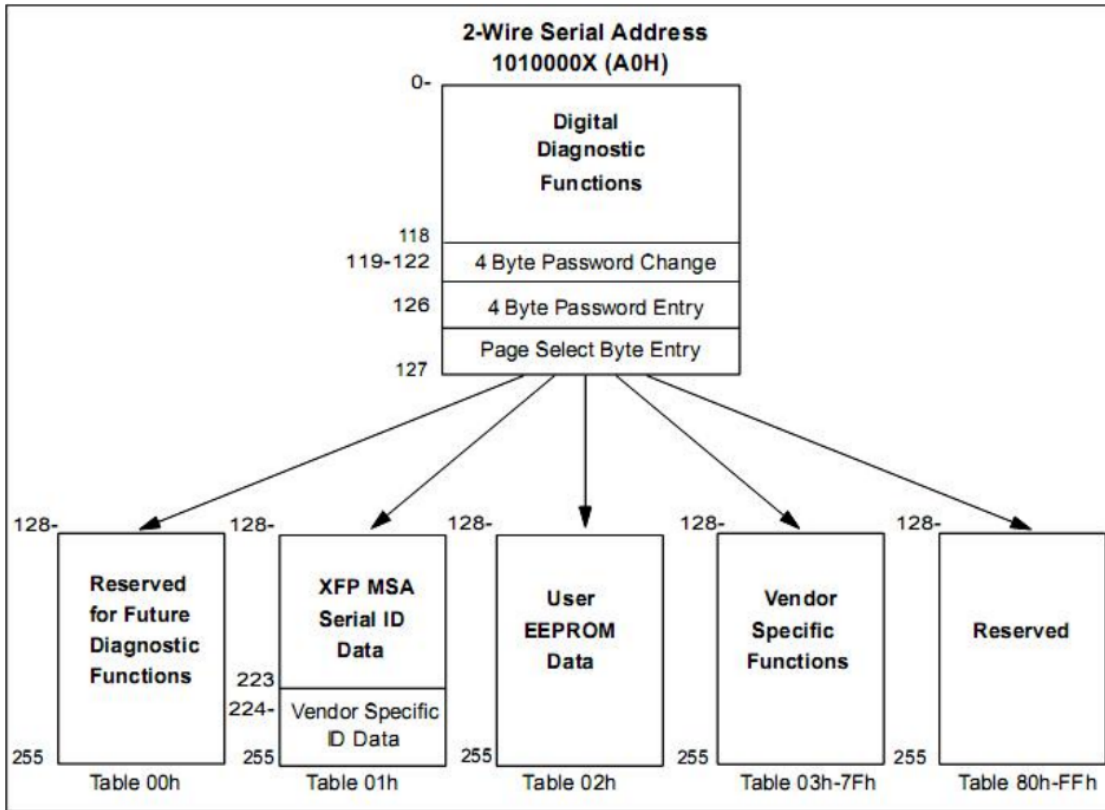 2-Wire Serial Address
1010000X (A0H)
0-
Digital
Diagnostic
Functions
118
119-122
4 Byte Password Change
126
4 Byte Password Entry
Page Select Byte Entry
127
128-
Reserved
for Future
Diagnostic
Functions
255
Table 00h
128-
XFP MSA
Serial ID
Data
223
224-
Vendor Specific
ID Data
255
Table 01h
128-
User
EEPROM
Data
255
Table 02h
128-
Vendor
Specific
Functions
255
Table 03h-7Fh
128-
Reserved
255
Table 80h-FFh